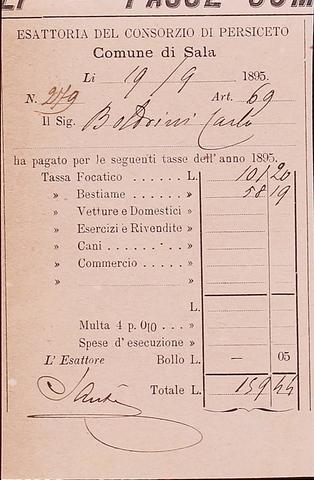 ESATTORIA DEL CONSORZIO DI PERSICETO
Comune di Sala
Li 19/9 1895.
N. Art. 69
Il Sig. Boldrini Carlo
ha pagato per le seguenti tasse dell'anno 1895.
Tassa Focatico . . . . . . L. 101 20
» Bestiame . . . . . . » 58 19
» Vetture e Domestici »
» Esercizi e Rivendite »
» Cani . . . . . . . . »
» Commercio . . . . . »
» »
L.
Multa 4 p. 0|0 . . . »
Spese d'esecuzione »
L'Esattore Bollo L. — 05
Totale L. 159 44